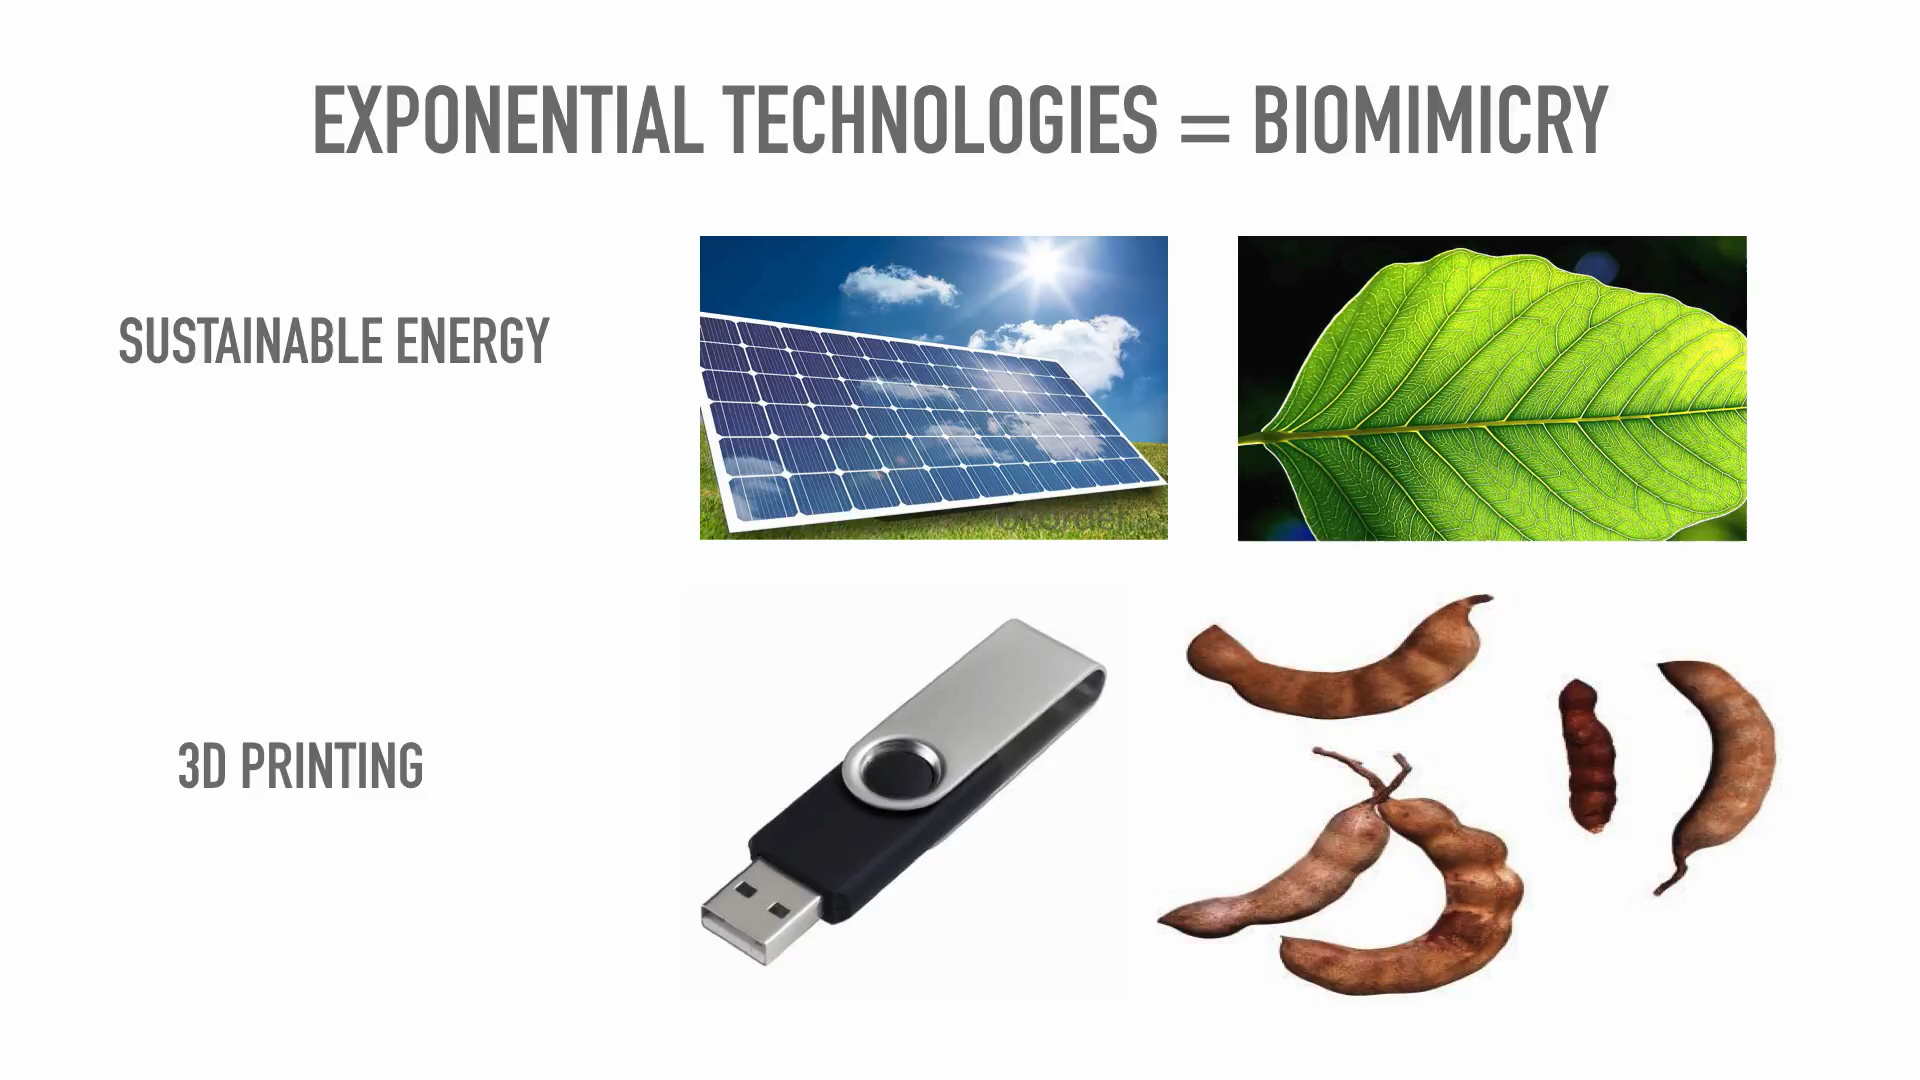 EXPONENTIAL TECHNOLOGIES = BIOMIMICRY
SUSTAINABLE ENERGY
3D PRINTING